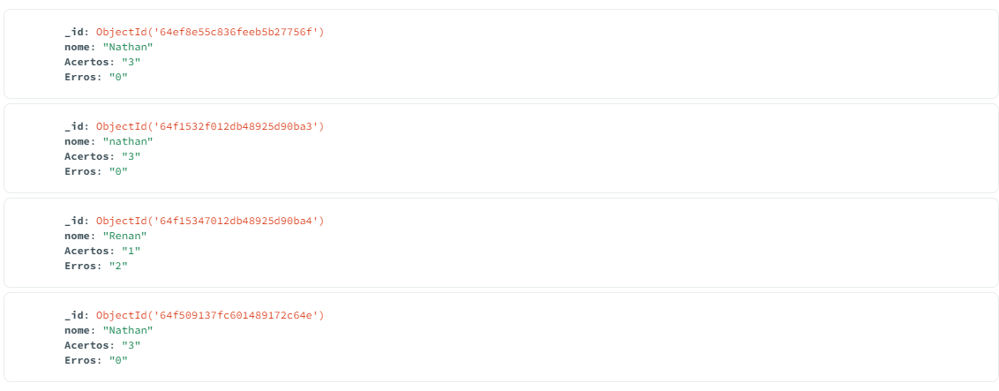 _id: ObjectId('64ef8e55c836feeb5b27756f')
nome: "Nathan"
Acertos: "3"
Erros: "0"
_id: ObjectId('64f1532f012db48925d90ba3')
nome: "nathan"
Acertos: "3"
Erros: "0"
_id: ObjectId('64f15347012db48925d90ba4')
nome: "Renan"
Acertos: "1"
Erros: "2"
_id: ObjectId('64f509137fc601489172c64e')
nome: "Nathan"
Acertos: "3"
Erros: "0"